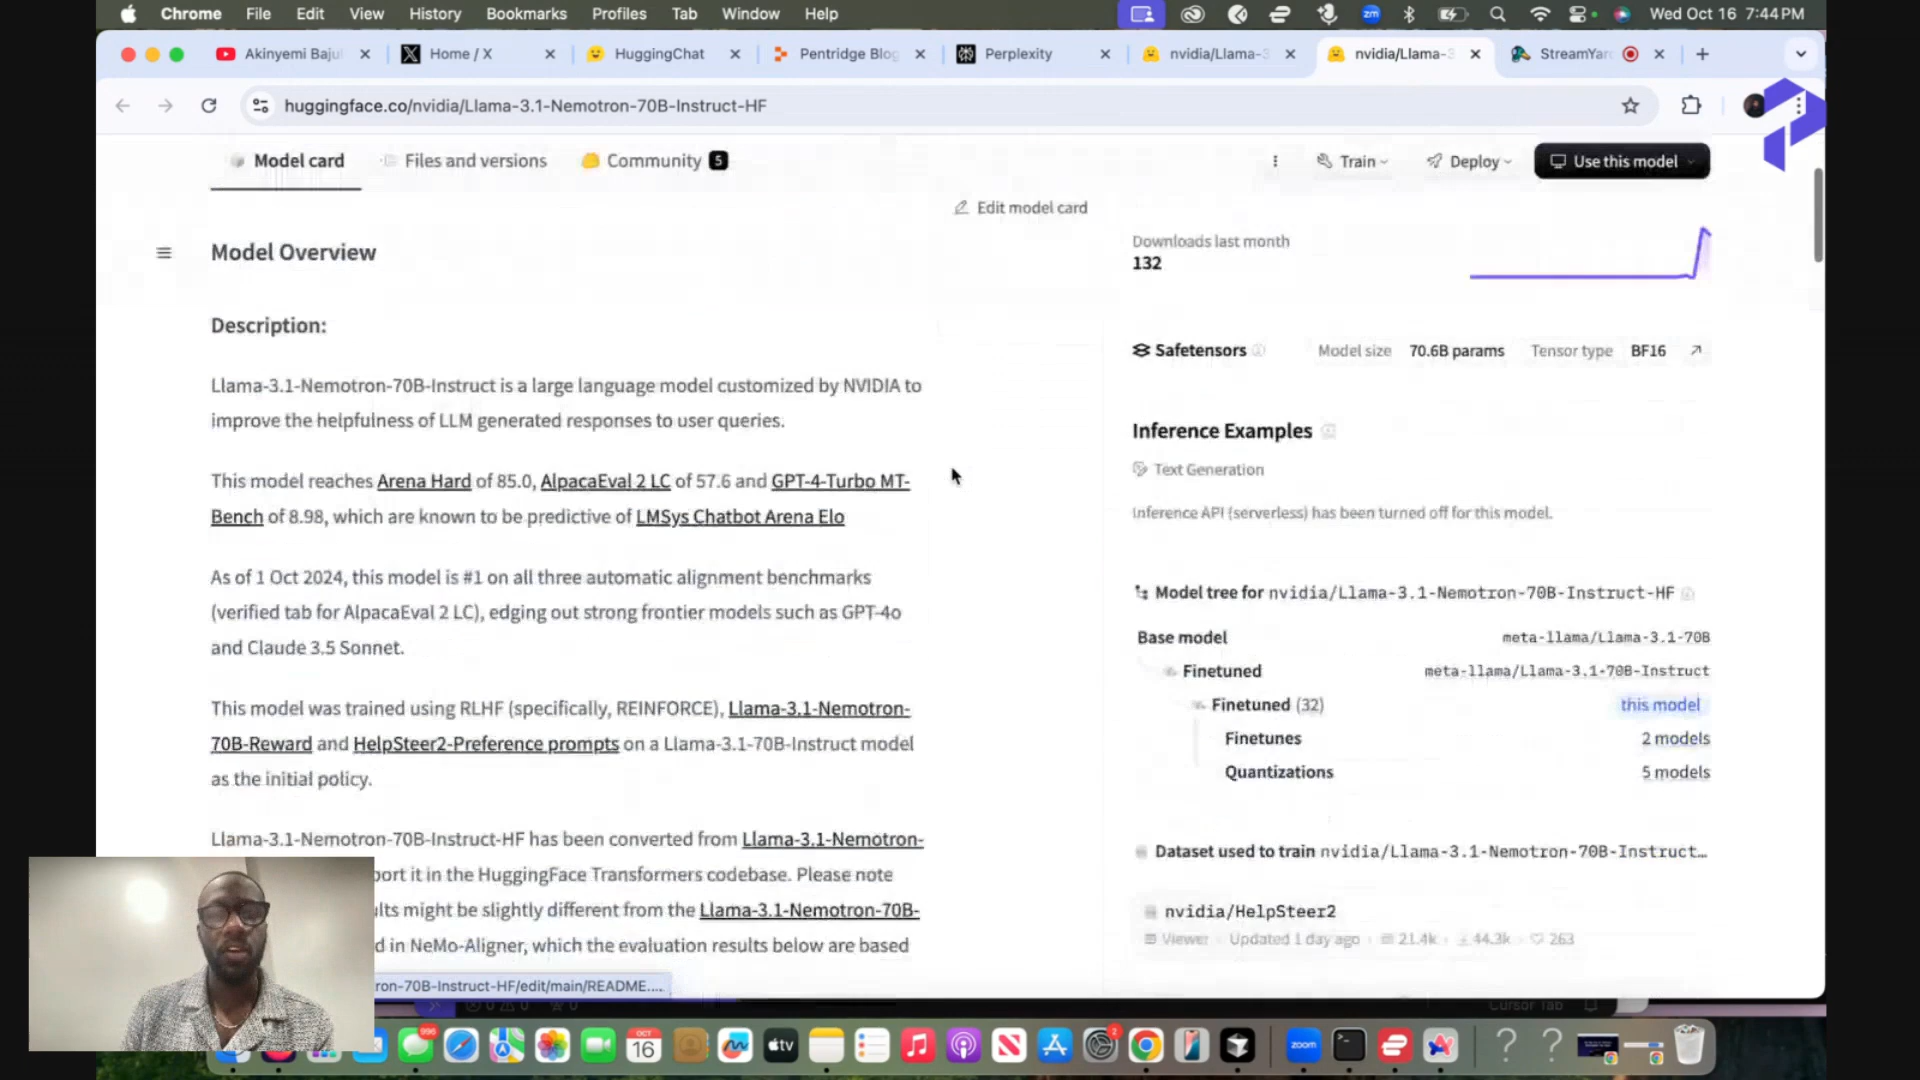 Chrome File Edit View History Bookmarks Profiles Tab Window Help
zm
Wed Oct 16 7:44PM
Akinyemi Baju
Home / X
HuggingChat
Pentridge Blog
Perplexity
nvidia/Llama-3
nvidia/Llama-3
StreamYar
huggingface.co/nvidia/Llama-3.1-Nemotron-70B-Instruct-HF
Model card
Files and versions
Community 5
Train
Deploy
Use this model
Edit model card
Model Overview
Description:
Llama-3.1-Nemotron-70B-Instruct is a large language model customized by NVIDIA to
improve the helpfulness of LLM generated responses to user queries.
This model reaches Arena Hard of 85.0, AlpacaEval 2 LC of 57.6 and GPT-4-Turbo MT-
Bench of 8.98, which are known to be predictive of LMSys Chatbot Arena Elo
As of 1 Oct 2024, this model is #1 on all three automatic alignment benchmarks
(verified tab for AlpacaEval 2 LC), edging out strong frontier models such as GPT-4o
and Claude 3.5 Sonnet.
This model was trained using RLHF (specifically, REINFORCE), Llama-3.1-Nemotron-
70B-Reward and HelpSteer2-Preference prompts on a Llama-3.1-70B-Instruct model
as the initial policy.
Llama-3.1-Nemotron-70B-Instruct-HF has been converted from Llama-3.1-Nemotron-
port it in the HuggingFace Transformers codebase. Please note
lts might be slightly different from the Llama-3.1-Nemotron-70B-
d in NeMo-Aligner, which the evaluation results below are based
ron-70B-Instruct-HF/edit/main/README....
Downloads last month
132
Safetensors
Model size 70.6B params
Tensor type BF16
Inference Examples
Text Generation
Inference API (serverless) has been turned off for this model.
Model tree for nvidia/Llama-3.1-Nemotron-70B-Instruct-HF
Base model meta-llama/Llama-3.1-70B
Finetuned meta-llama/Llama-3.1-70B-Instruct
Finetuned (32) this model
Finetunes 2 models
Quantizations 5 models
Dataset used to train nvidia/Llama-3.1-Nemotron-70B-Instruct…
nvidia/HelpSteer2
Viewer Updated 1 day ago 21.4k 44.3k 263
Cursor Tab
996
OCT
16
tv
2
zoom